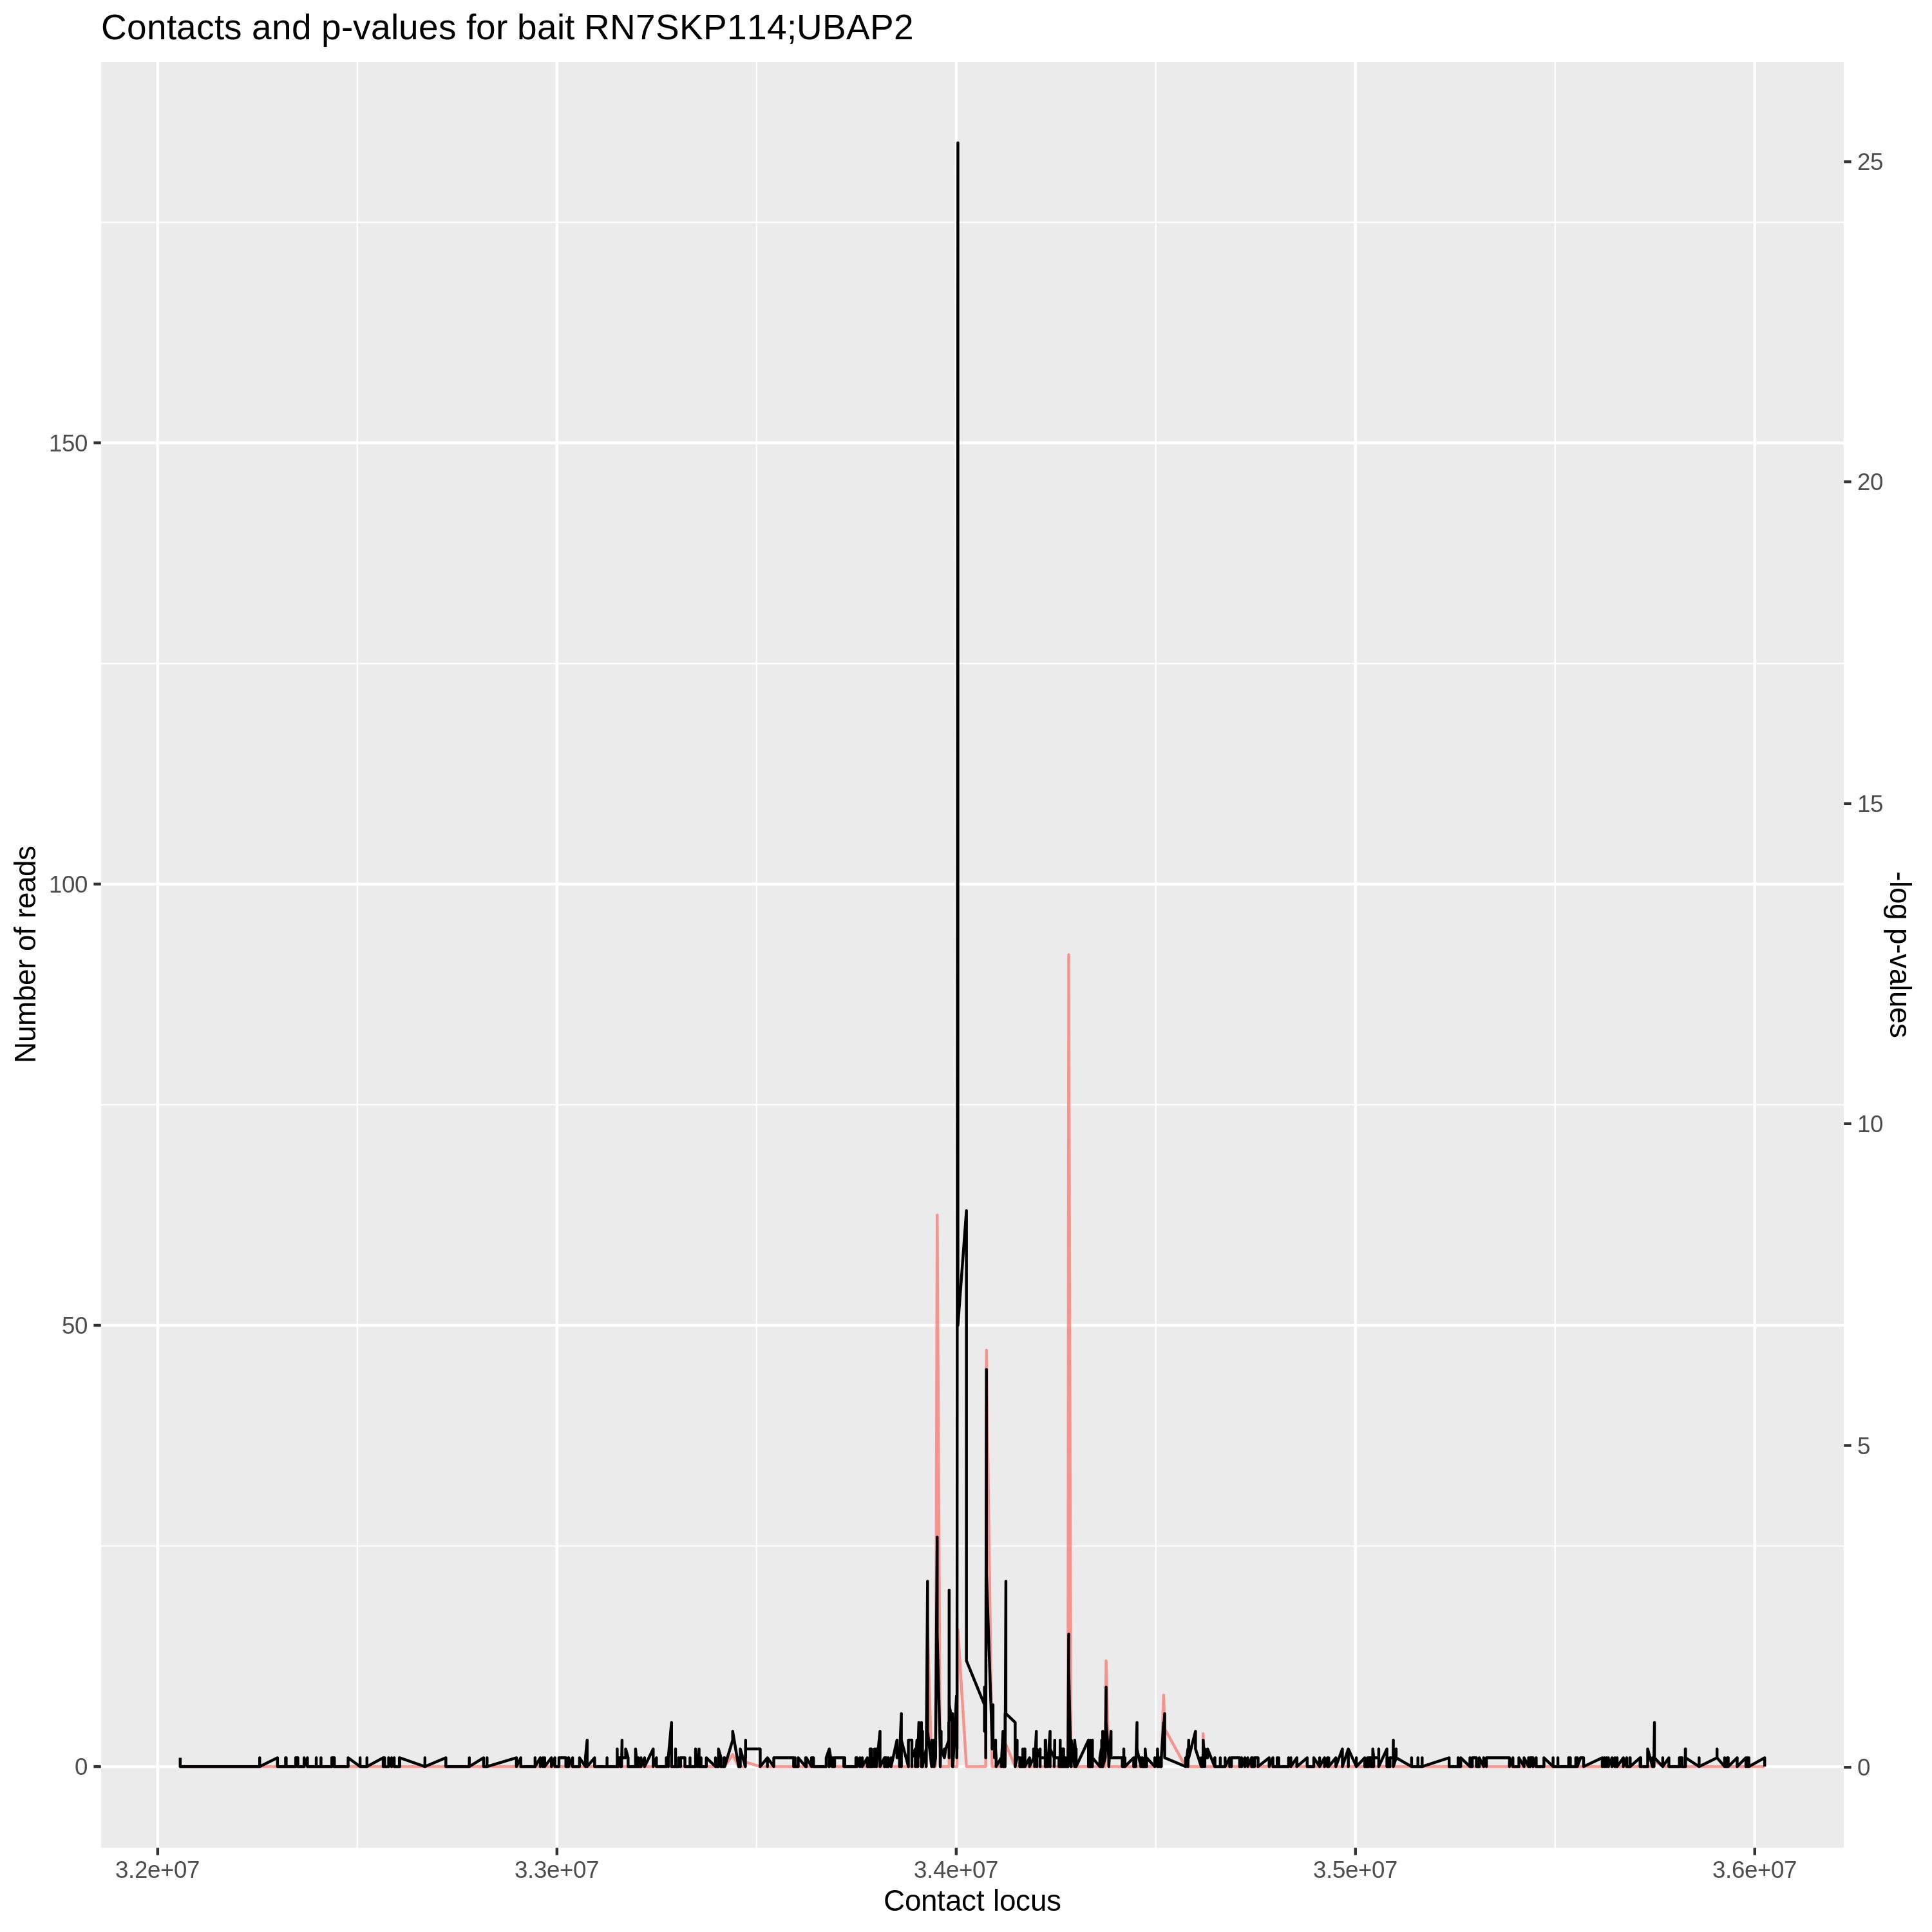 Contacts and p-values for bait RN7SKP114;UBAP2
Number of reads
150
100
50
0
25
20
15
10
5
0
-log p-values
3.2e+07
3.3e+07
3.4e+07
3.5e+07
3.6e+07
Contact locus